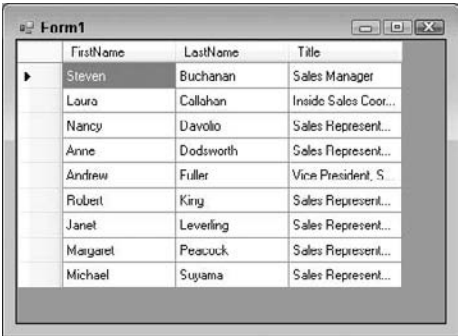 Form1
FirstName LastName Title
Steven Buchanan Sales Manager
Laura Callahan Inside Sales Coor...
Nancy Davolio Sales Represent...
Anne Dodsworth Sales Represent...
Andrew Fuller Vice President, S...
Robert King Sales Represent...
Janet Leverling Sales Represent...
Margaret Peacock Sales Represent...
Michael Suyama Sales Represent...